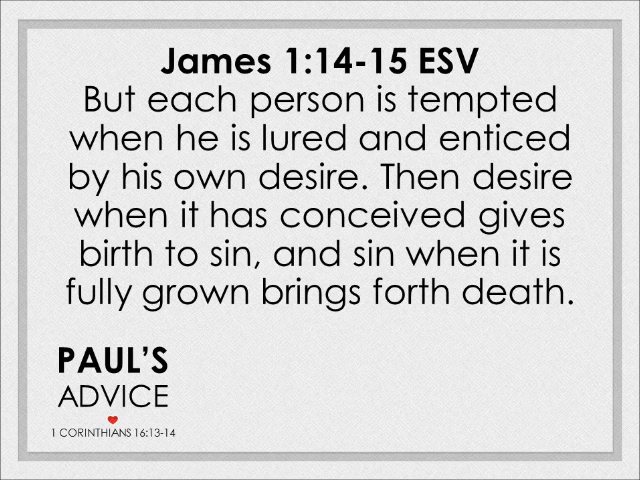 James 1:14-15 ESV
But each person is tempted
when he is lured and enticed
by his own desire. Then desire
when it has conceived gives
birth to sin, and sin when it is
fully grown brings forth death.
PAUL’S
ADVICE
1 CORINTHIANS 16:13-14